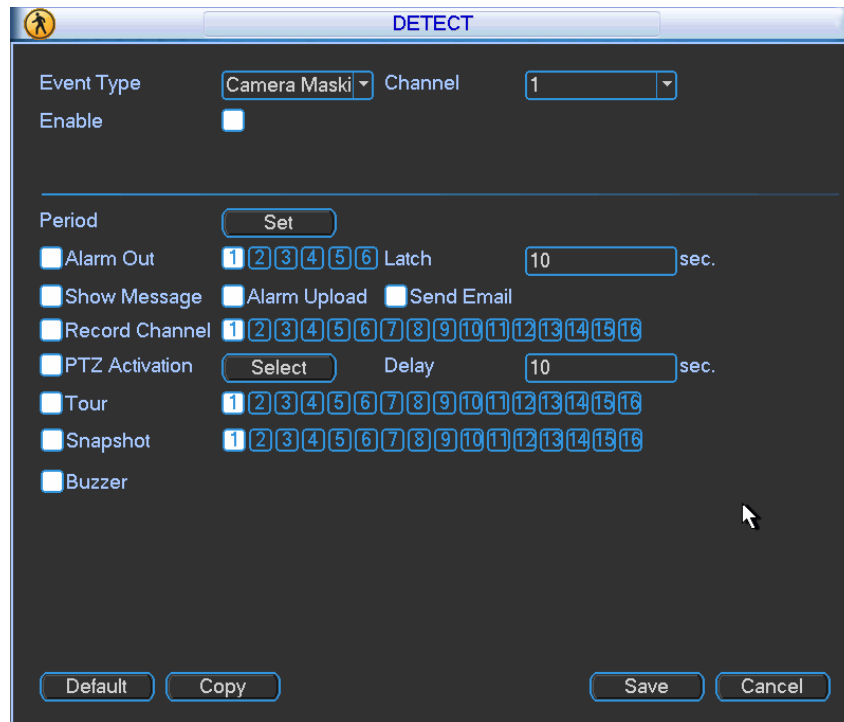 DETECT
Event Type Camera Maski Channel 1
Enable
Period Set
Alarm Out 1 2 3 4 5 6 Latch 10 sec.
Show Message Alarm Upload Send Email
Record Channel 1 2 3 4 5 6 7 8 9 10 11 12 13 14 15 16
PTZ Activation Select Delay 10 sec.
Tour 1 2 3 4 5 6 7 8 9 10 11 12 13 14 15 16
Snapshot 1 2 3 4 5 6 7 8 9 10 11 12 13 14 15 16
Buzzer
Default Copy Save Cancel